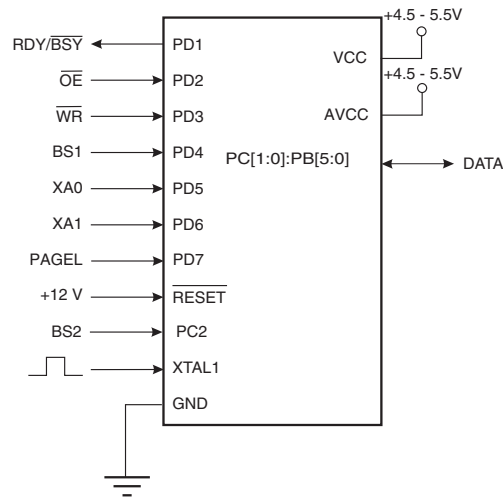 +4.5 - 5.5V
RDY/BSY PD1
VCC
OE PD2
+4.5 - 5.5V
WR PD3
AVCC
BS1 PD4
PC[1:0]:PB[5:0] DATA
XA0 PD5
XA1 PD6
PAGEL PD7
+12 V RESET
BS2 PC2
XTAL1
GND